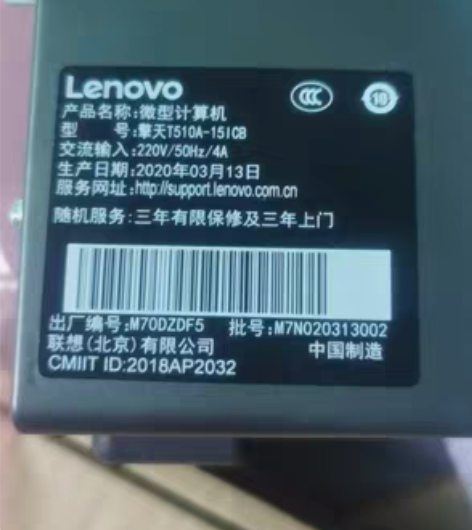 Lenovo
产品名称:微型计算机
型 号:擎天T510A-15ICB
交流输入:220V/50Hz/4A
生产日期:2020年03月13日
服务网址:http://support.lenovo.com.cn
随机服务:三年有限保修及三年上门
出厂编号:M70DZDF5 批号:M7N020313002
联想(北京)有限公司 中国制造
CMIIT ID:2018AP2032
CCC
10